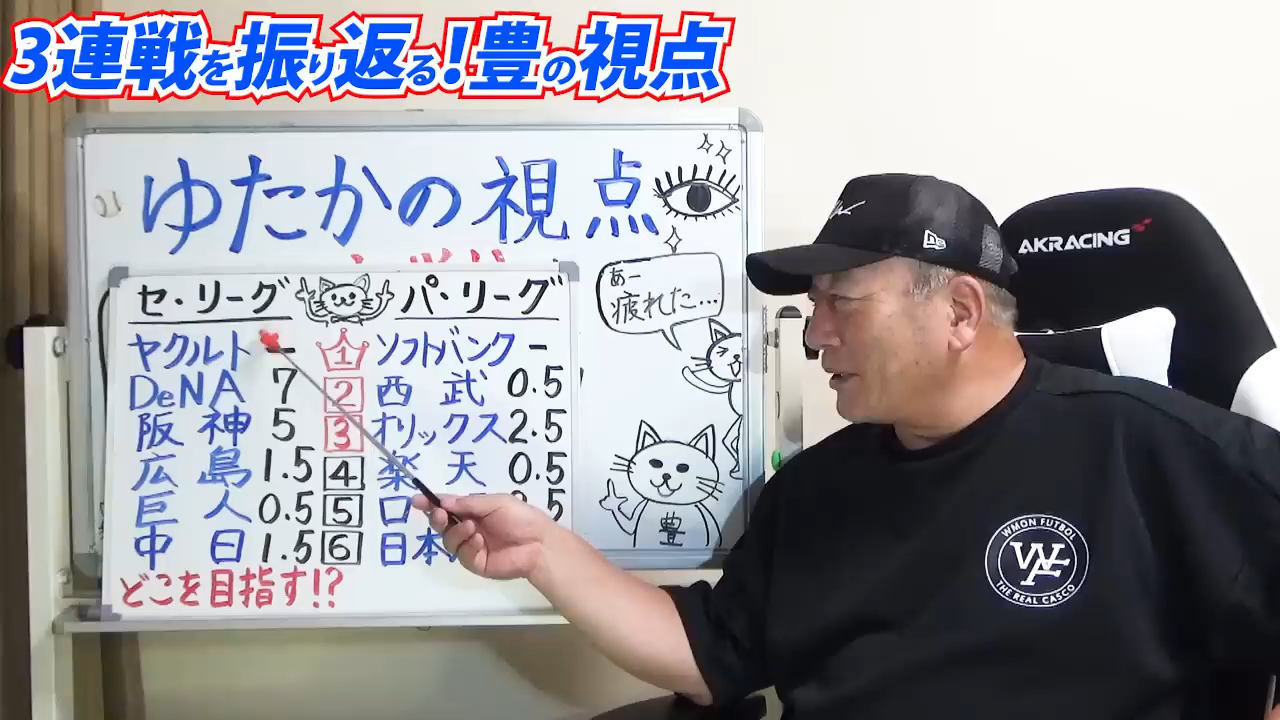 3連戦を振り返る!豊の視点
ゆたかの視点
あー
疲れた…
セ・リーグ パ・リーグ
ヤクルト - 1 ソフトバンク -
DeNA 7 2 西武 0.5
阪神 5 3 オリックス 2.5
広島 1.5 4 楽天 0.5
巨人 0.5 5 ロ .5
中日 1.5 6 日本
どこを目指す!?
豊
AKRACING
WMON FUTBOL
THE REAL CASCO